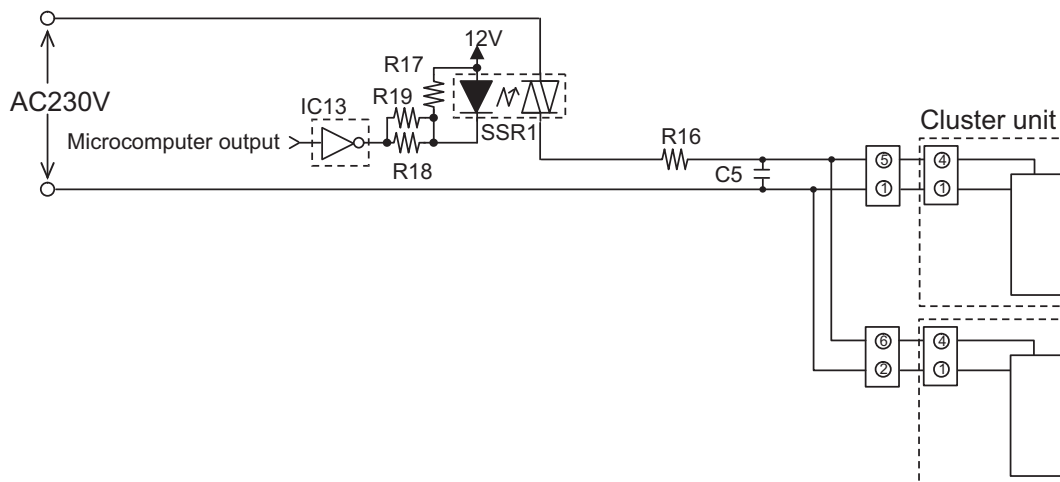 12V
R17
AC230V
IC13
R19
Microcomputer output
SSR1
R18
R16
C5
Cluster unit
5
4
1
1
6
4
2
1